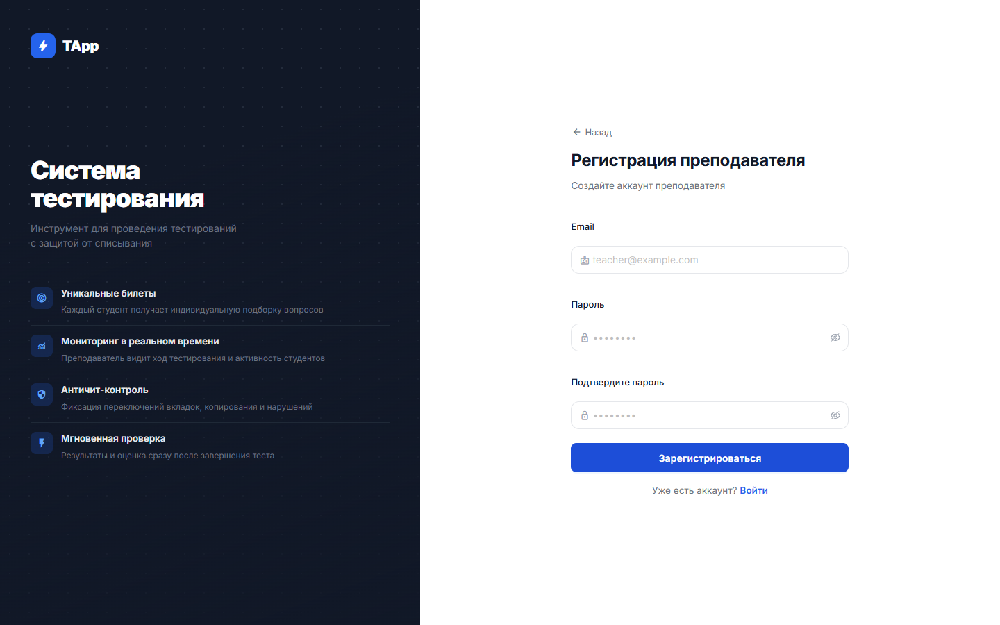 TApp
Система
тестирования
Инструмент для проведения тестирований
с защитой от списывания
Уникальные билеты
Каждый студент получает индивидуальную подборку вопросов
Мониторинг в реальном времени
Преподаватель видит ход тестирования и активность студентов
Античит-контроль
Фиксация переключений вкладок, копирования и нарушений
Мгновенная проверка
Результаты и оценка сразу после завершения теста
Назад
Регистрация преподавателя
Создайте аккаунт преподавателя
Email
teacher@example.com
Пароль
••••••••
Подтвердите пароль
••••••••
Зарегистрироваться
Уже есть аккаунт? Войти